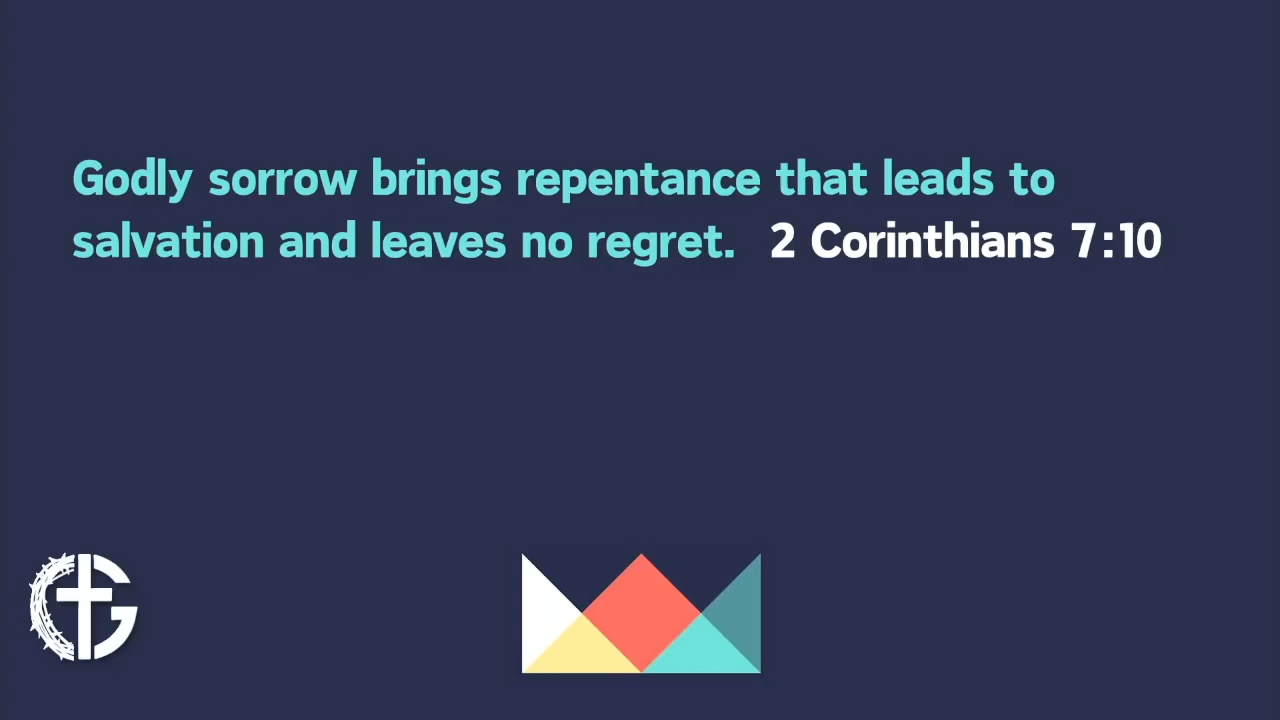 Godly sorrow brings repentance that leads to
salvation and leaves no regret. 2 Corinthians 7:10